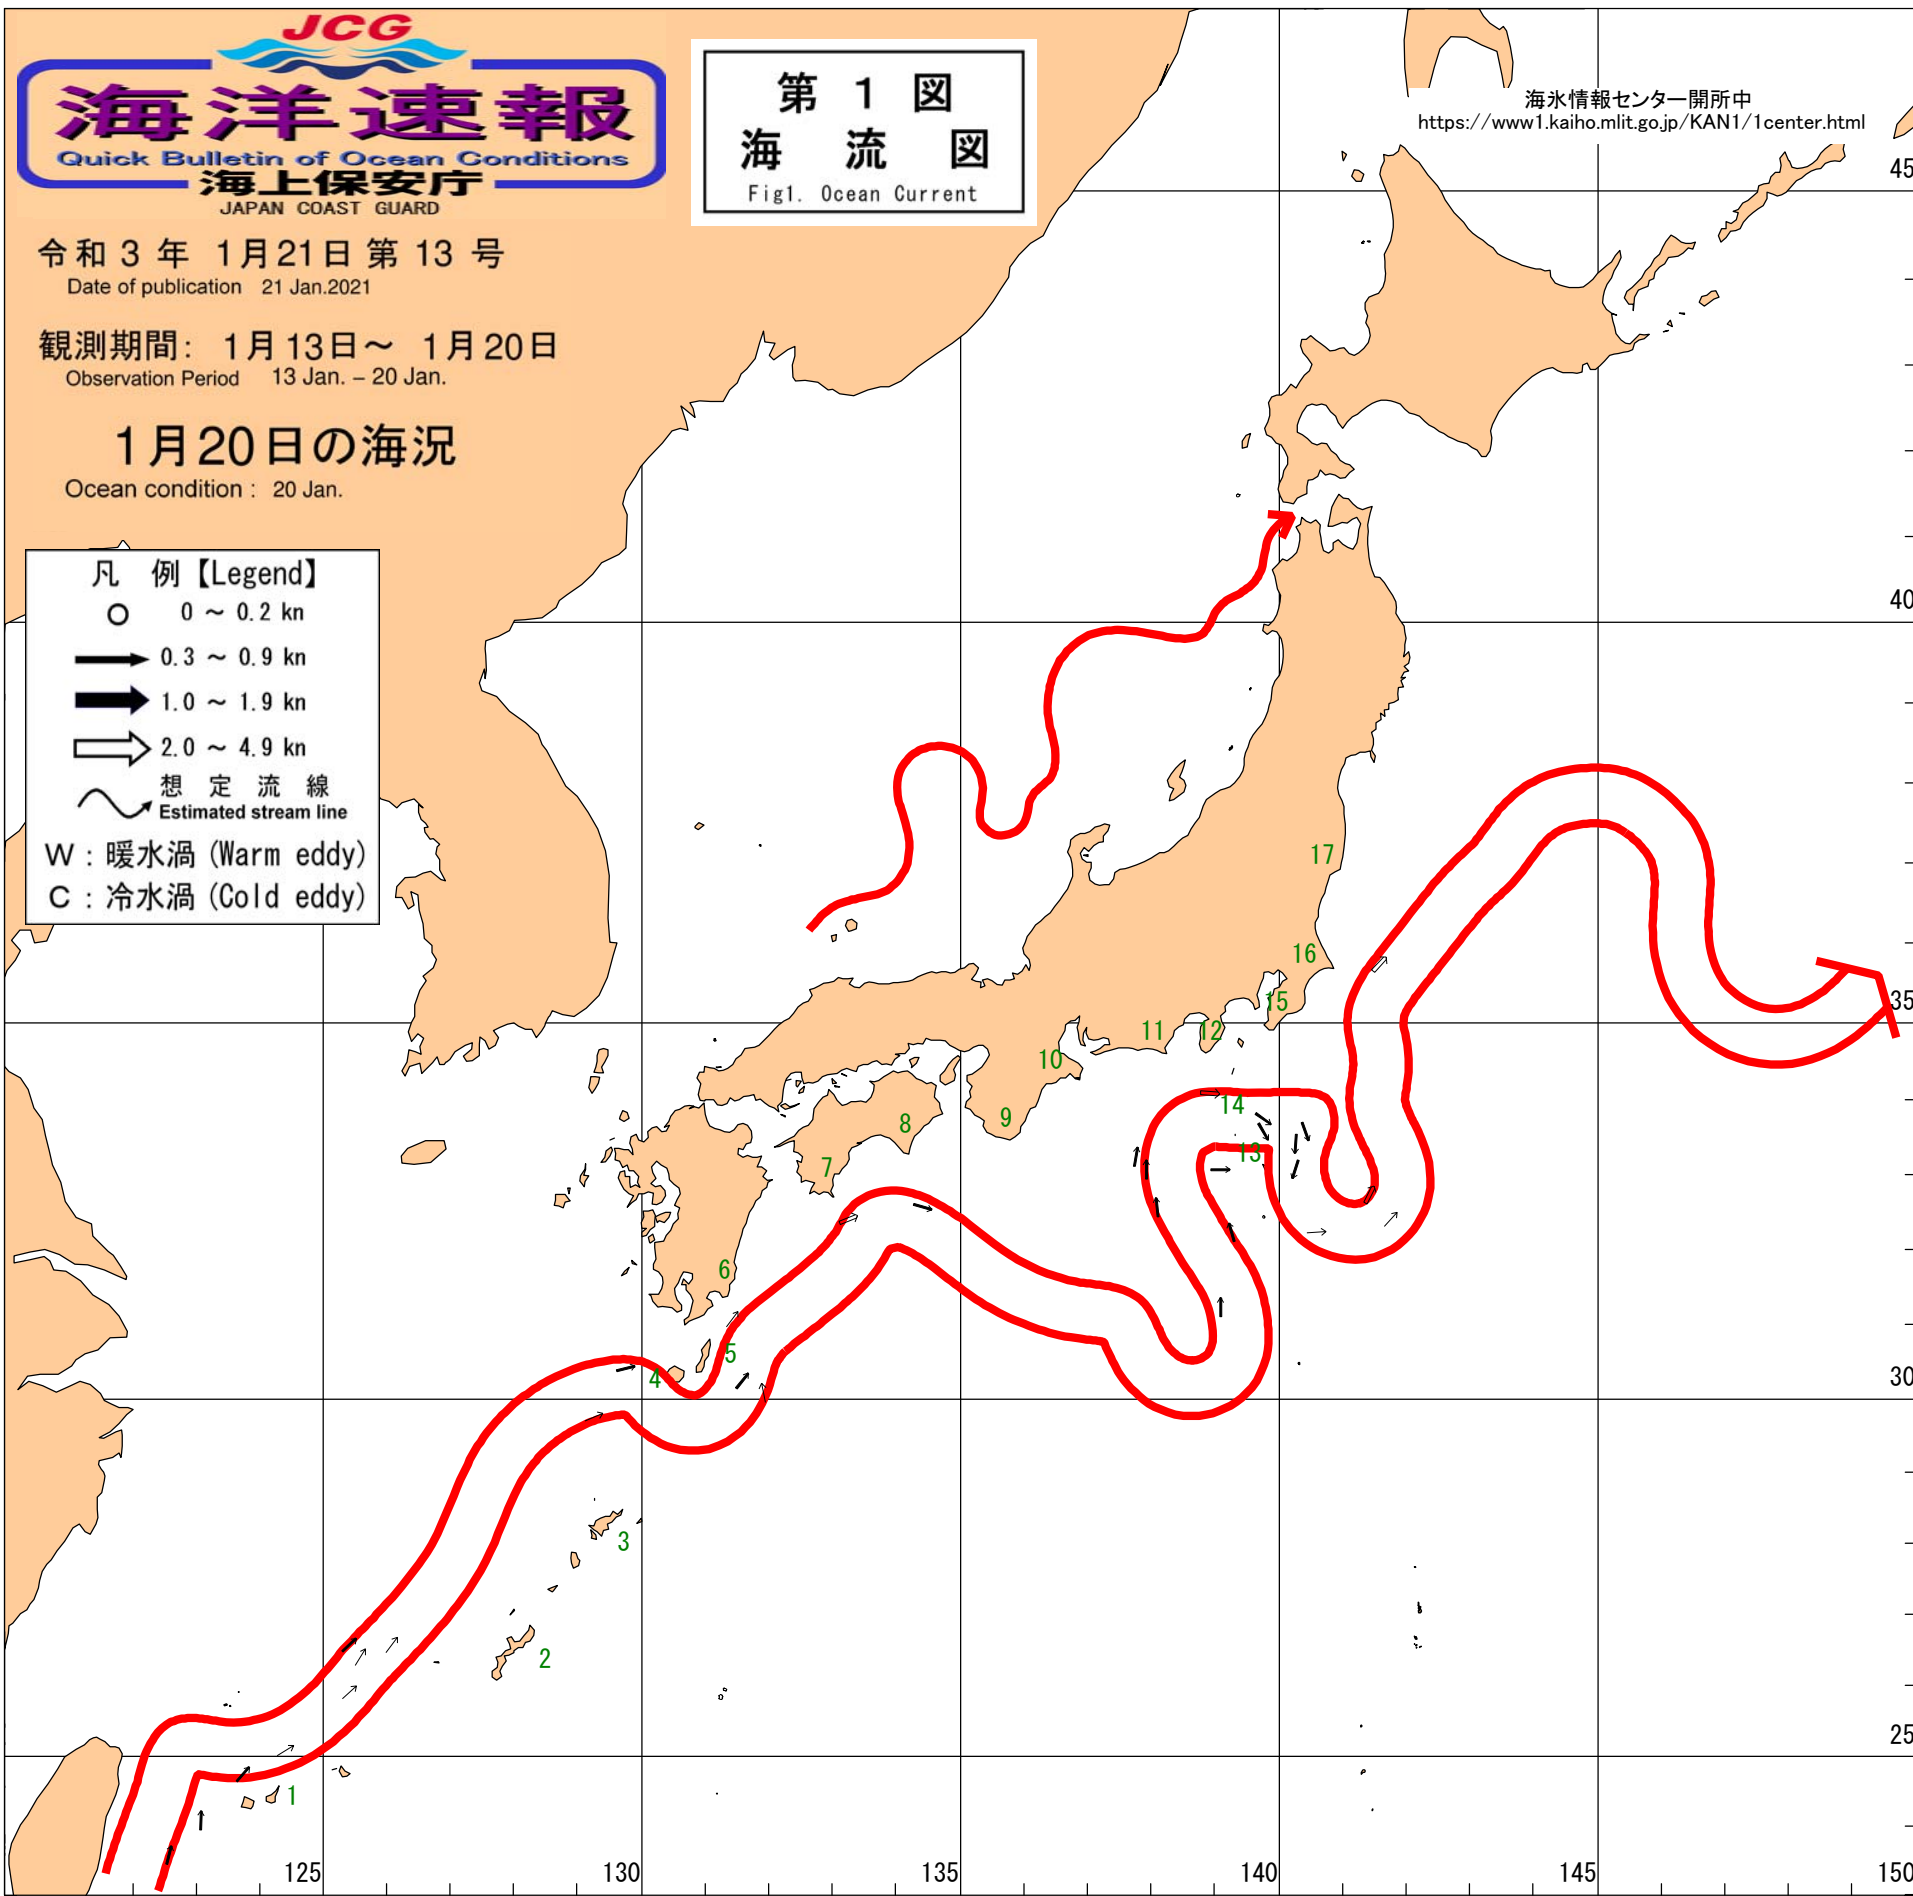 JCG
海洋速報
Quick Bulletin of Ocean Conditions
海上保安庁
JAPAN COAST GUARD
第 1 図
海 流 図
Fig1. Ocean Current
海氷情報センター開所中
https://www1.kaiho.mlit.go.jp/KAN1/1center.html
令和 3 年 1月21日 第 13 号
Date of publication 21 Jan.2021
観測期間: 1月13日～ 1月20日
Observation Period 13 Jan. – 20 Jan.
1月20日の海況
Ocean condition : 20 Jan.
凡 例【Legend】
0 ～ 0.2 kn
0.3 ～ 0.9 kn
1.0 ～ 1.9 kn
2.0 ～ 4.9 kn
想 定 流 線
Estimated stream line
W : 暖水渦 (Warm eddy)
C : 冷水渦 (Cold eddy)
45
40
35
30
25
17
16
15
12
11
10
14
9
8
13
7
6
5
4
3
2
1
125
130
135
140
145
150